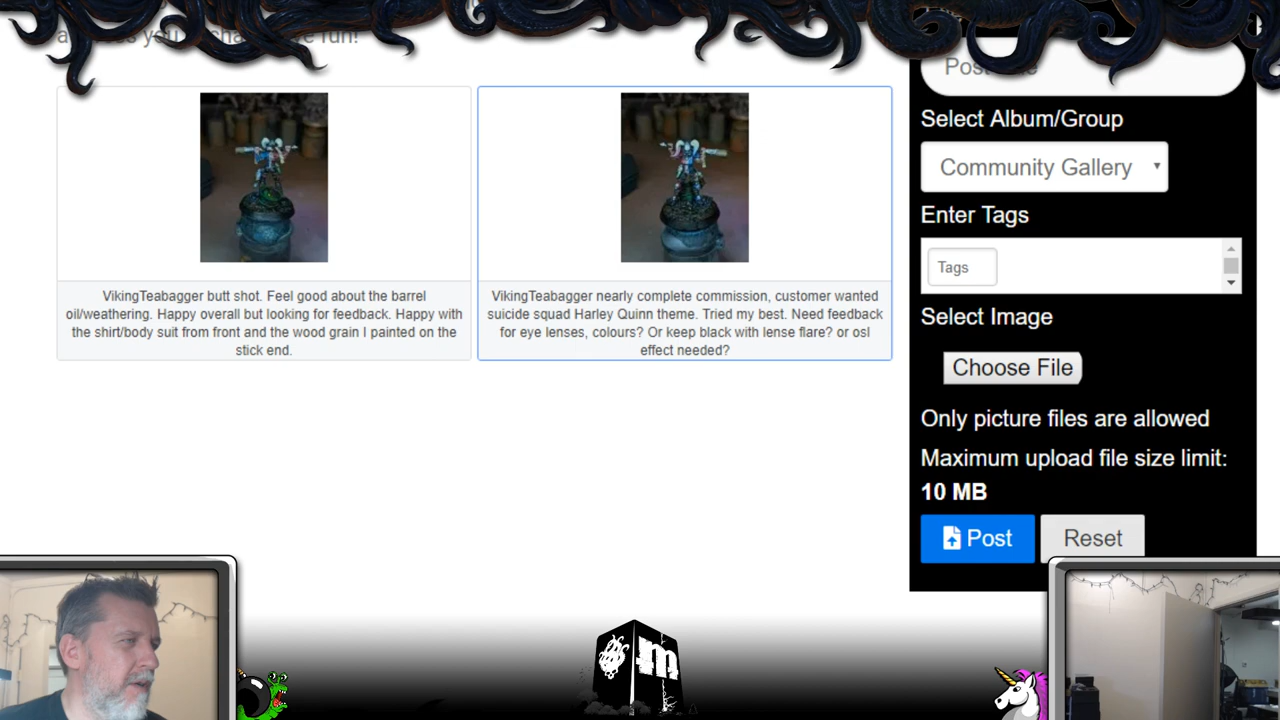 you
fun!
Post
Select Album/Group
Community Gallery
Enter Tags
Tags
Select Image
Choose File
Only picture files are allowed
Maximum upload file size limit:
10 MB
Post
Reset
VikingTeabagger butt shot. Feel good about the barrel
oil/weathering. Happy overall but looking for feedback. Happy with
the shirt/body suit from front and the wood grain I painted on the
stick end.
VikingTeabagger nearly complete commission, customer wanted
suicide squad Harley Quinn theme. Tried my best. Need feedback
for eye lenses, colours? Or keep black with lense flare? or osl
effect needed?
m